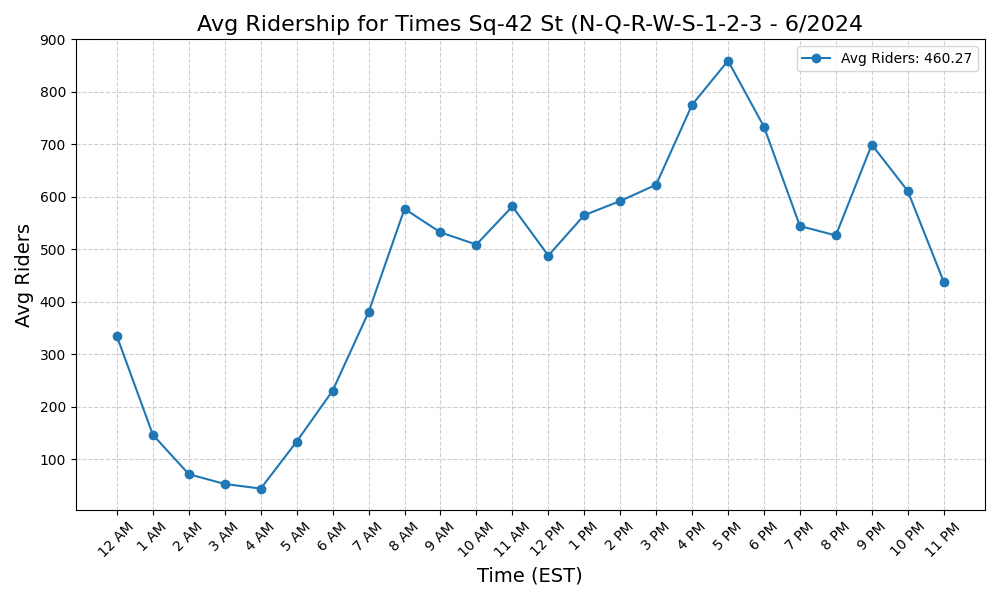 Avg Ridership for Times Sq-42 St (N-Q-R-W-S-1-2-3 - 6/2024
Avg Riders: 460.27
900
800
700
600
500
400
300
200
100
Avg Riders
12 AM
1 AM
2 AM
3 AM
4 AM
5 AM
6 AM
7 AM
8 AM
9 AM
10 AM
11 AM
12 PM
1 PM
2 PM
3 PM
4 PM
5 PM
6 PM
7 PM
8 PM
9 PM
10 PM
11 PM
Time (EST)